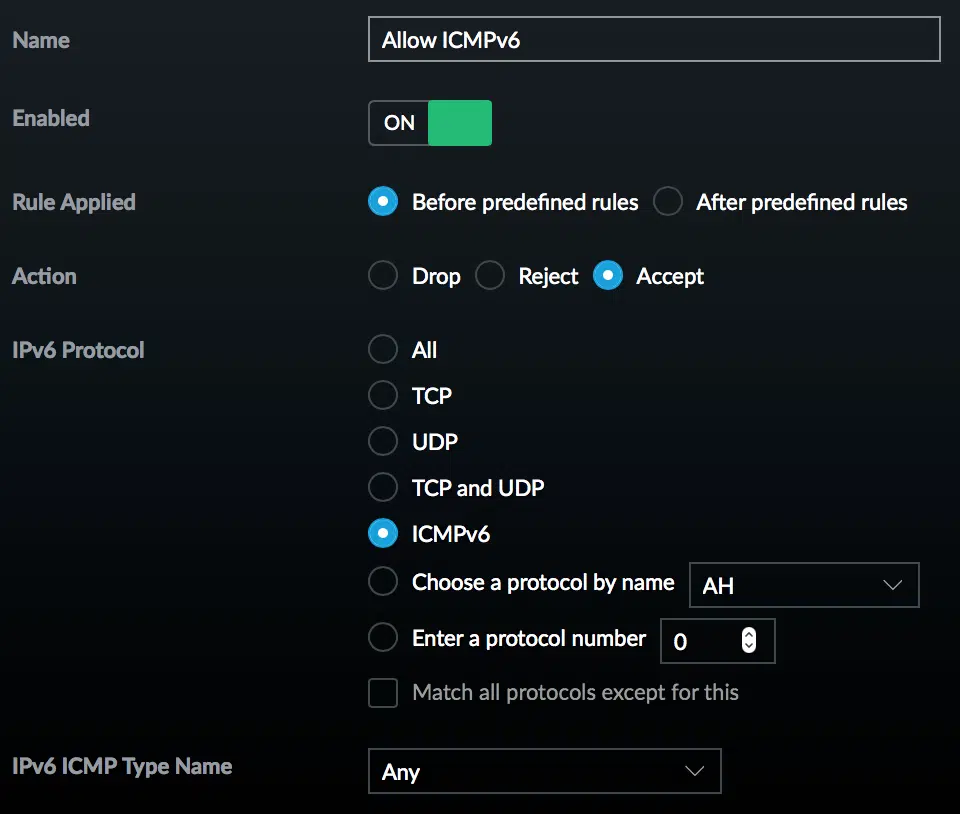 Name Allow ICMPv6
Enabled ON
Rule Applied Before predefined rules After predefined rules
Action Drop Reject Accept
IPv6 Protocol All
TCP
UDP
TCP and UDP
ICMPv6
Choose a protocol by name AH
Enter a protocol number 0
Match all protocols except for this
IPv6 ICMP Type Name Any